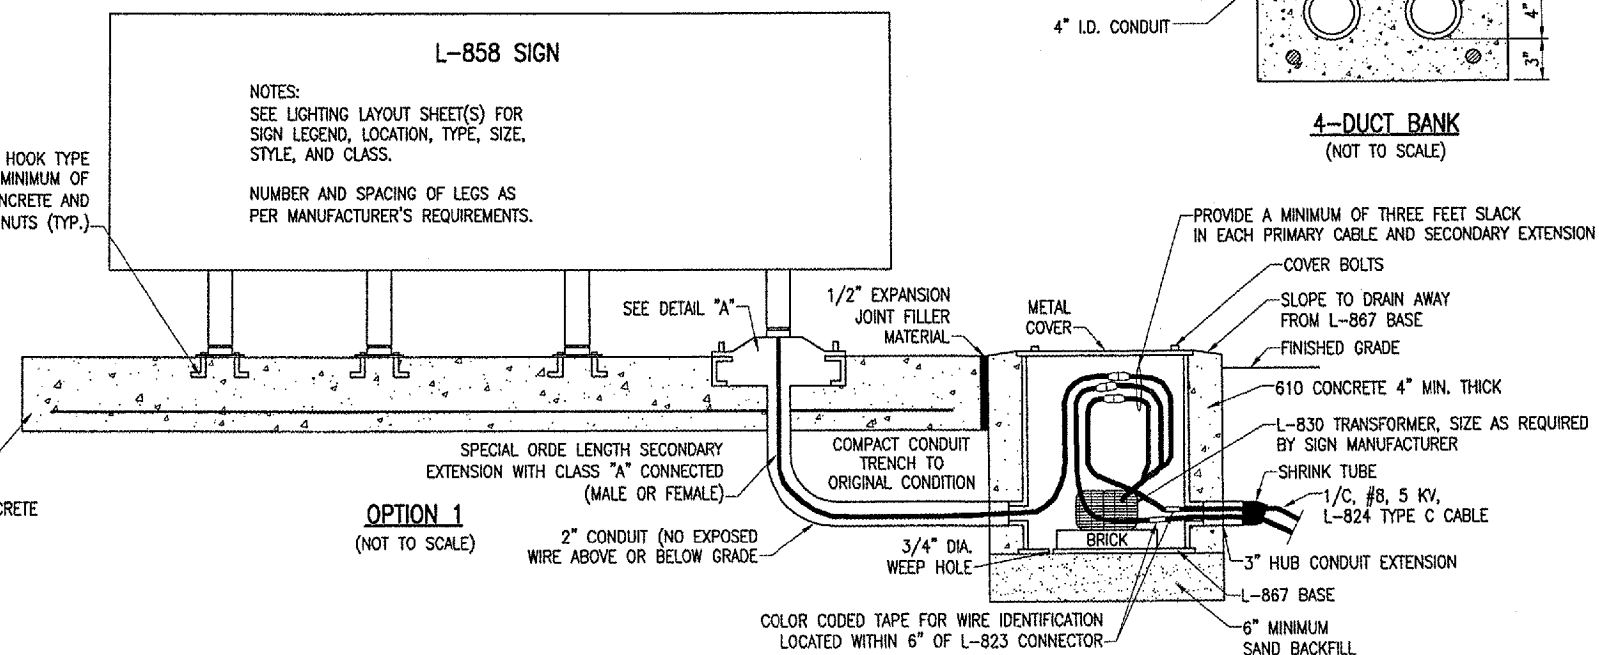 L-858 SIGN
NOTES:
SEE LIGHTING LAYOUT SHEET(S) FOR
SIGN LEGEND, LOCATION, TYPE, SIZE,
STYLE, AND CLASS.
NUMBER AND SPACING OF LEGS AS
PER MANUFACTURER'S REQUIREMENTS.
4" I.D. CONDUIT
4"
3"
4-DUCT BANK
(NOT TO SCALE)
HOOK TYPE
MINIMUM OF
NCRETE AND
NUTS (TYP.)
SEE DETAIL "A"
1/2" EXPANSION
JOINT FILLER
MATERIAL
METAL
COVER
PROVIDE A MINIMUM OF THREE FEET SLACK
IN EACH PRIMARY CABLE AND SECONDARY EXTENSION
COVER BOLTS
SLOPE TO DRAIN AWAY
FROM L-867 BASE
FINISHED GRADE
610 CONCRETE 4" MIN. THICK
L-830 TRANSFORMER, SIZE AS REQUIRED
BY SIGN MANUFACTURER
SHRINK TUBE
1/C, #8, 5 KV,
L-824 TYPE C CABLE
3" HUB CONDUIT EXTENSION
L-867 BASE
6" MINIMUM
SAND BACKFILL
SPECIAL ORDE LENGTH SECONDARY
EXTENSION WITH CLASS "A" CONNECTED
(MALE OR FEMALE)
COMPACT CONDUIT
TRENCH TO
ORIGINAL CONDITION
CRETE
OPTION 1
(NOT TO SCALE)
2" CONDUIT (NO EXPOSED
WIRE ABOVE OR BELOW GRADE
3/4" DIA.
WEEP HOLE
BRICK
COLOR CODED TAPE FOR WIRE IDENTIFICATION
LOCATED WITHIN 6" OF L-823 CONNECTOR